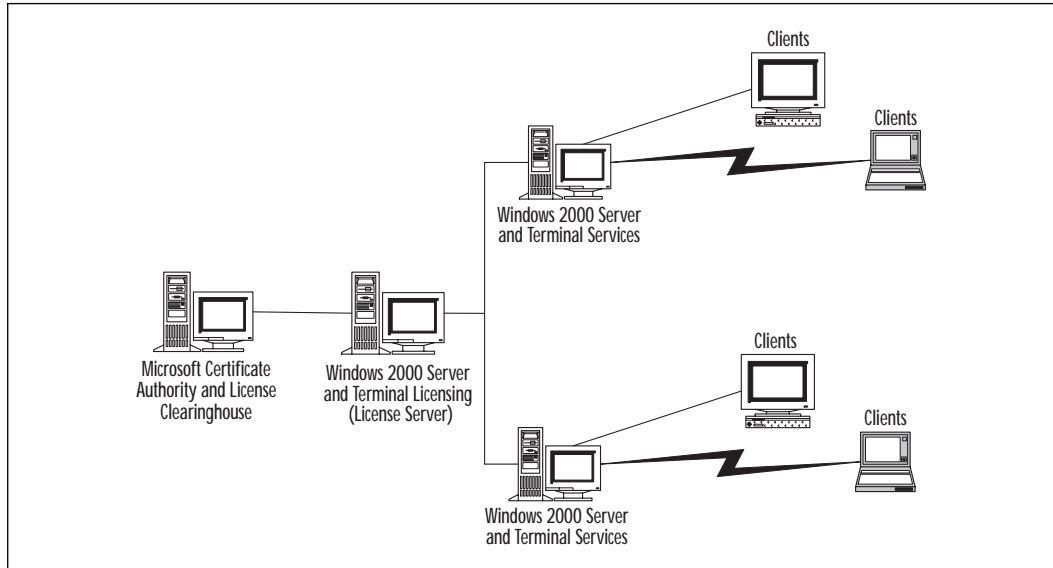 Clients
Clients
Windows 2000 Server
and Terminal Services
Microsoft Certificate
Authority and License
Clearinghouse
Windows 2000 Server
and Terminal Licensing
(License Server)
Clients
Clients
Windows 2000 Server
and Terminal Services